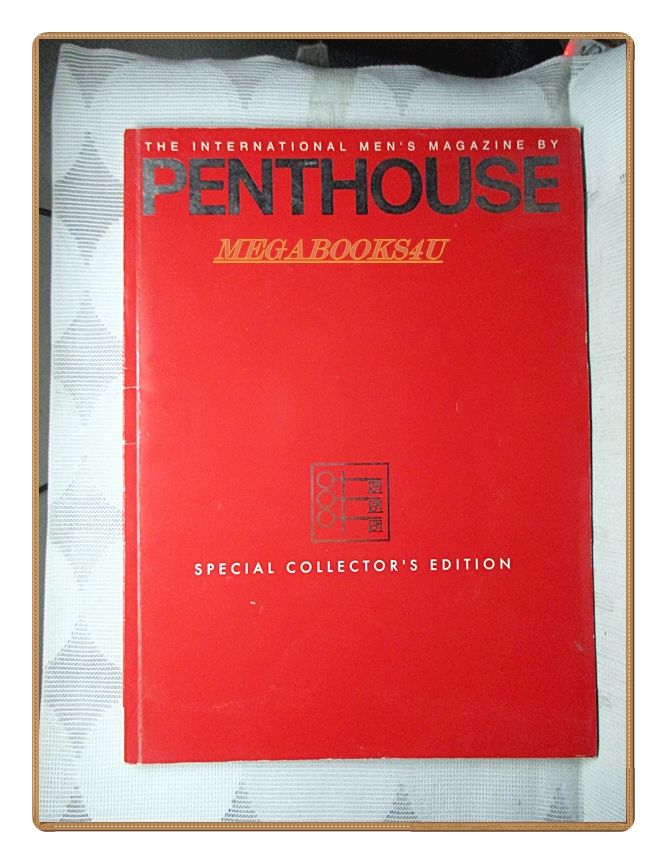 THE INTERNATIONAL MEN'S MAGAZINE BY
PENTHOUSE
MEGABOOKS4U
SPECIAL COLLECTOR'S EDITION